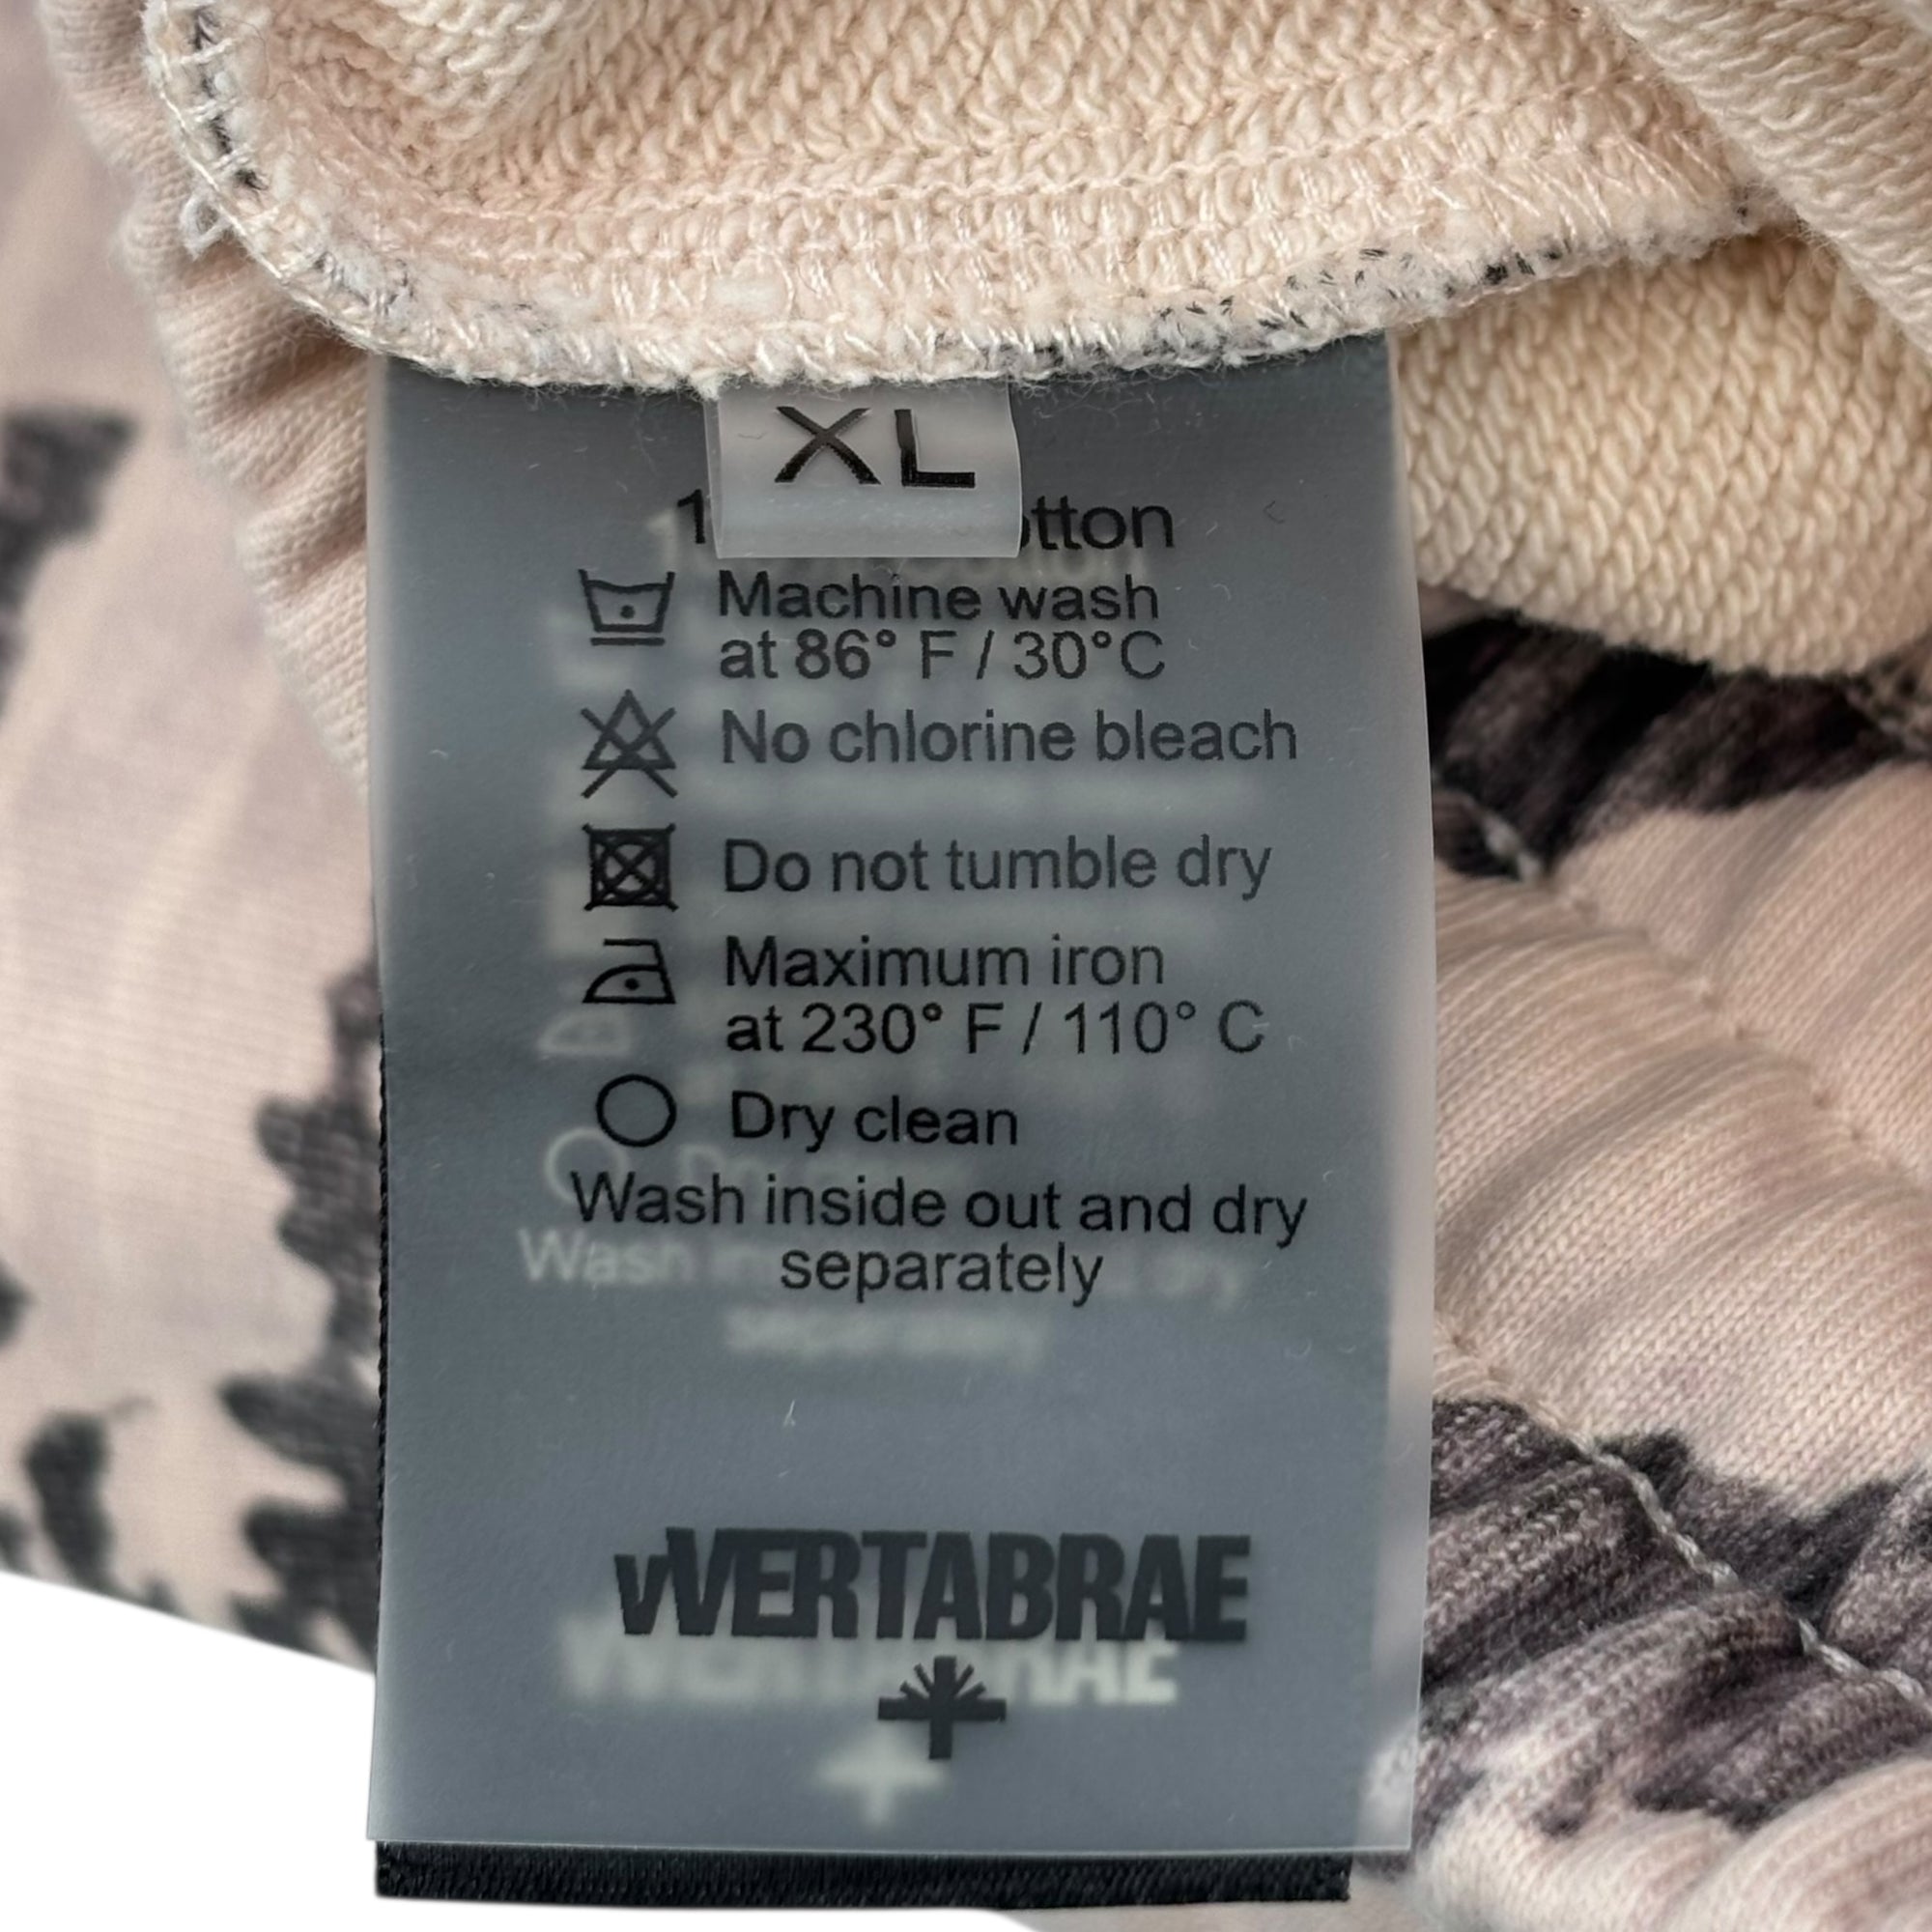 XL
Machine wash
at 86° F / 30°C
No chlorine bleach
Do not tumble dry
Maximum iron
at 230° F / 110° C
Dry clean
Wash inside out and dry
separately
VVERTABRAE